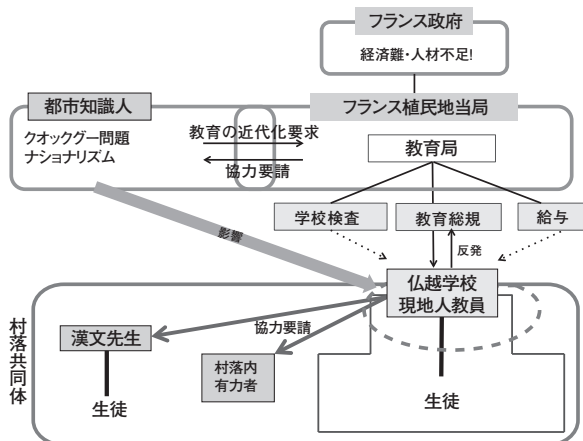 フランス政府
経済難・人材不足!
都市知識人
クオックグー問題
ナショナリズム
教育の近代化要求
協力要請
フランス植民地当局
教育局
学校検査
教育総規
給与
反発
影響
仏越学校
現地人教員
村落共同体
漢文先生
生徒
協力要請
村落内
有力者
生徒